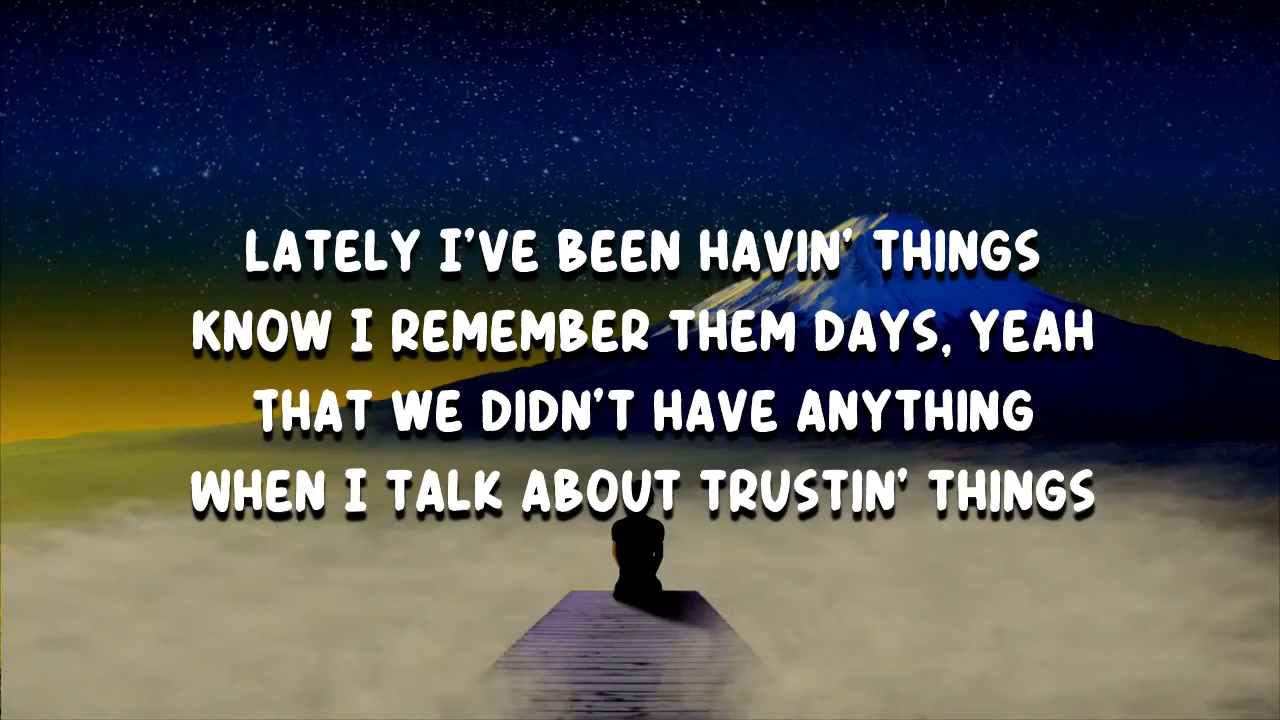 LATELY I'VE BEEN HAVIN' THINGS
KNOW I REMEMBER THEM DAYS, YEAH
THAT WE DIDN'T HAVE ANYTHING
WHEN I TALK ABOUT TRUSTIN' THINGS